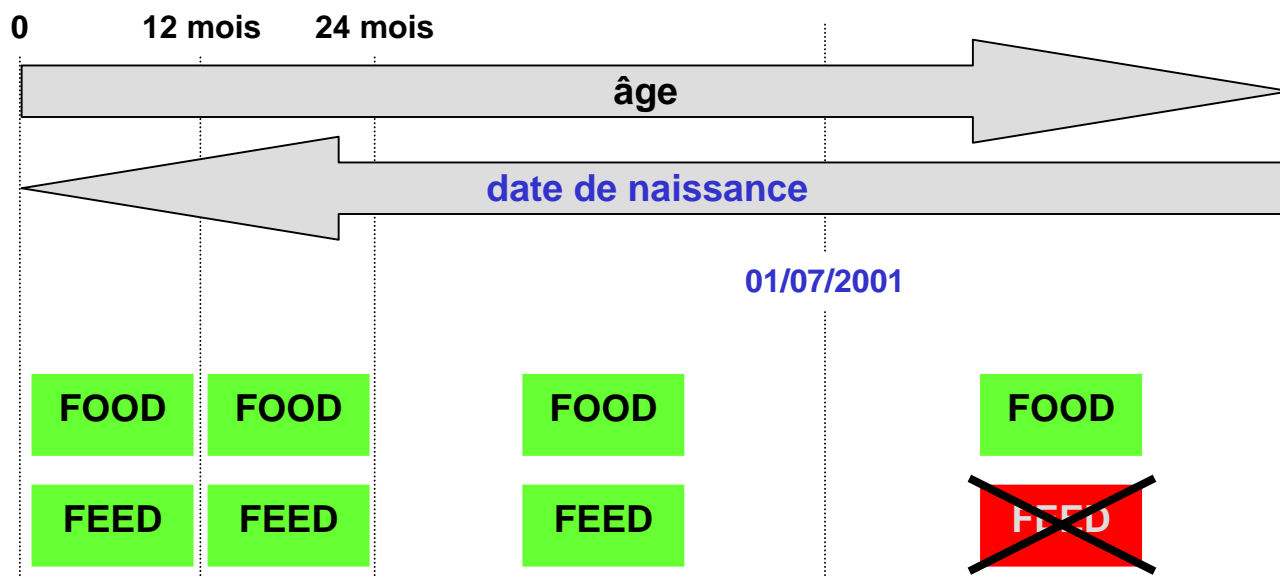 0 12 mois 24 mois
âge
date de naissance
01/07/2001
FOOD FOOD FOOD FOOD
FEED FEED FEED FEED